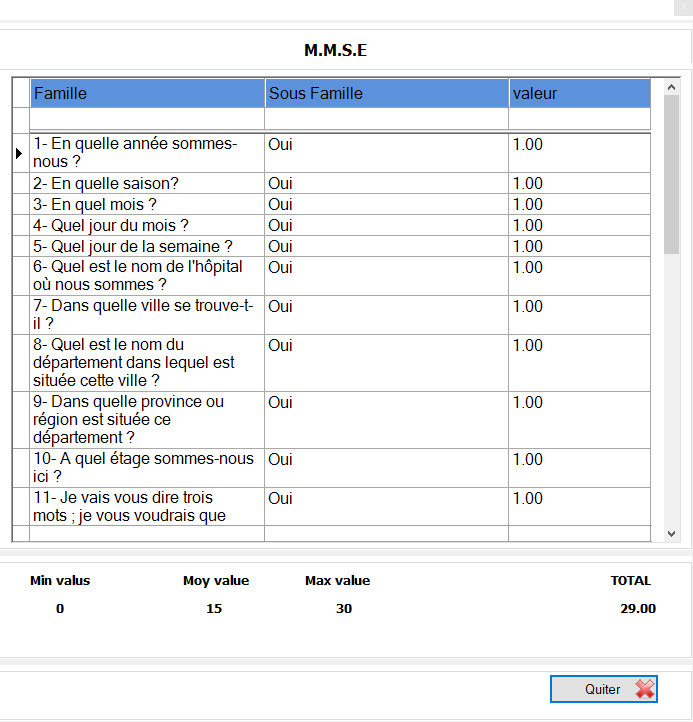 M.M.S.E
Famille Sous Famille valeur
1- En quelle année sommes- Oui 1.00
nous ?
2- En quelle saison? Oui 1.00
3- En quel mois ? Oui 1.00
4- Quel jour du mois ? Oui 1.00
5- Quel jour de la semaine ? Oui 1.00
6- Quel est le nom de l'hôpital Oui 1.00
où nous sommes ?
7- Dans quelle ville se trouve-t- Oui 1.00
il ?
8- Quel est le nom du Oui 1.00
département dans lequel est
située cette ville ?
9- Dans quelle province ou Oui 1.00
région est située ce
département ?
10- A quel étage sommes-nous Oui 1.00
ici ?
11- Je vais vous dire trois Oui 1.00
mots ; je vous voudrais que
Min valus Moy value Max value TOTAL
0 15 30 29.00
Quiter